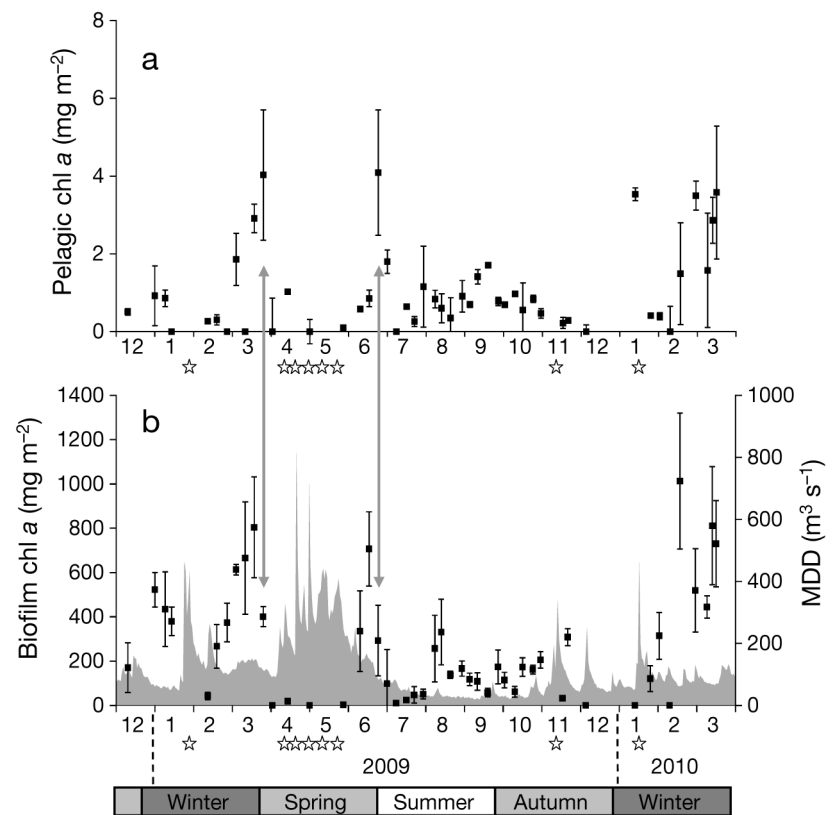 8
6
4
2
0
a
Pelagic chl a (mg m–2)
12 1 2 3 4 5 6 7 8 9 10 11 12 1 2 3
1400
1200
1000
800
600
400
200
0
b
Biofilm chl a (mg m–2)
1000
800
600
400
200
0
MDD (m3 s–1)
12 1 2 3 4 5 6 7 8 9 10 11 12 1 2 3
2009 2010
Winter Spring Summer Autumn Winter